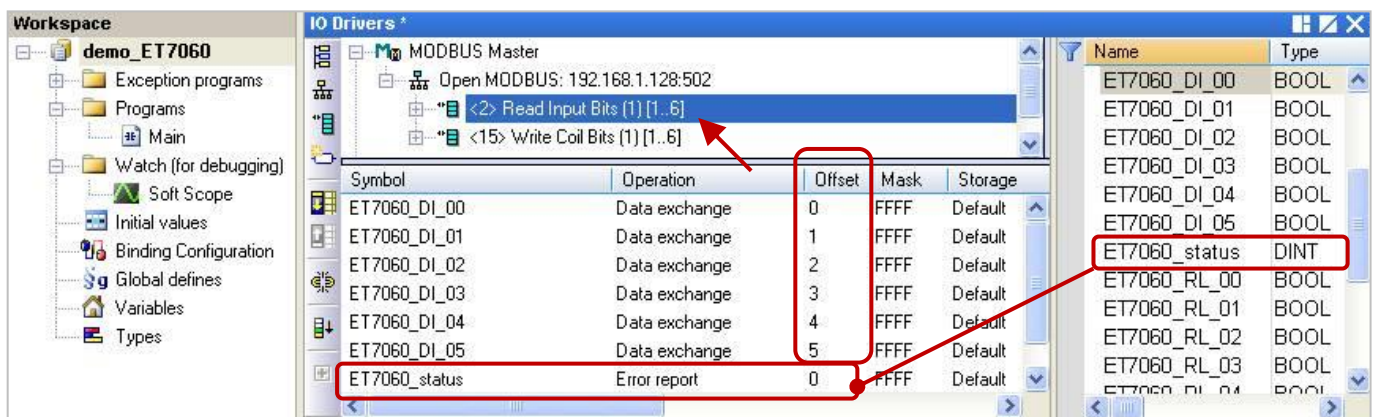 Workspace
demo_ET7060
Exception programs
Programs
Main
Watch (for debugging)
Soft Scope
Initial values
Binding Configuration
Global defines
Variables
Types
IO Drivers *
MODBUS Master
Open MODBUS: 192.168.1.128:502
<2> Read Input Bits (1) [1..6]
<15> Write Coil Bits (1) [1..6]
Symbol Operation Offset Mask Storage
ET7060_DI_00 Data exchange 0 FFFF Default
ET7060_DI_01 Data exchange 1 FFFF Default
ET7060_DI_02 Data exchange 2 FFFF Default
ET7060_DI_03 Data exchange 3 FFFF Default
ET7060_DI_04 Data exchange 4 FFFF Default
ET7060_DI_05 Data exchange 5 FFFF Default
ET7060_status Error report 0 FFFF Default
Name Type
ET7060_DI_00 BOOL
ET7060_DI_01 BOOL
ET7060_DI_02 BOOL
ET7060_DI_03 BOOL
ET7060_DI_04 BOOL
ET7060_DI_05 BOOL
ET7060_status DINT
ET7060_RL_00 BOOL
ET7060_RL_01 BOOL
ET7060_RL_02 BOOL
ET7060_RL_03 BOOL
ET7060_RL_04 BOOL